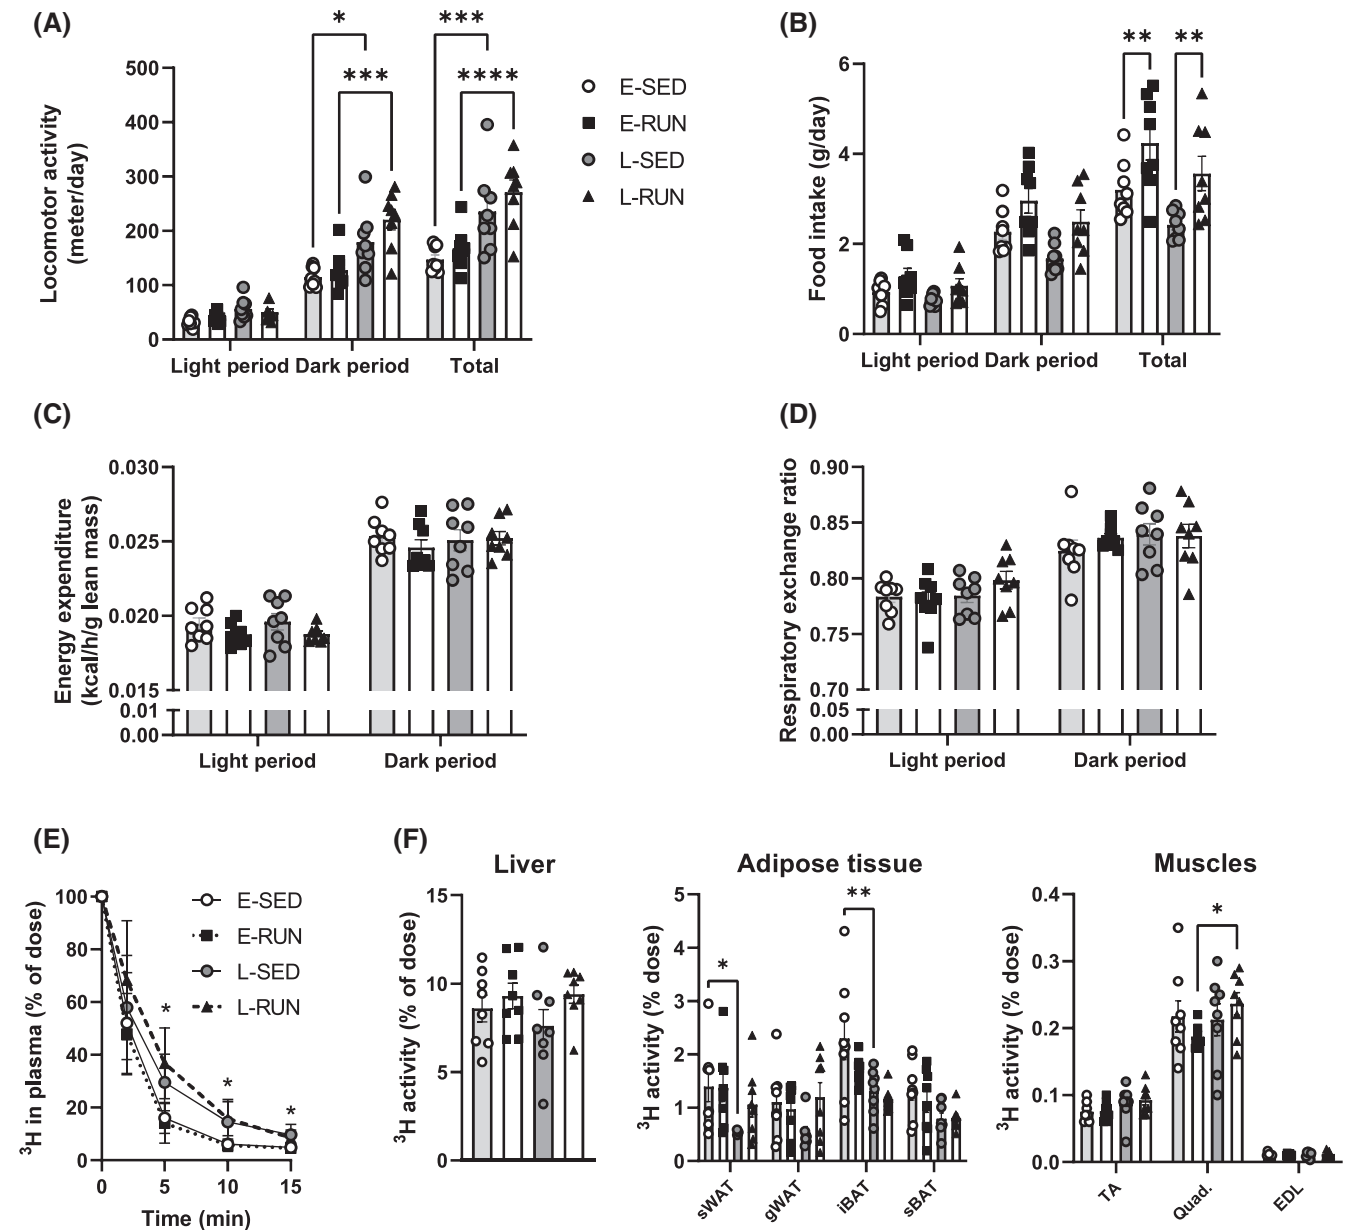 (A)
*
***
***
****
500
400
300
200
100
0
Locomotor activity
(meter/day)
Light period Dark period Total
E-SED
E-RUN
L-SED
L-RUN
(B)
**
**
6
4
2
0
Food intake (g/day)
Light period Dark period Total
(C)
0.030
0.025
0.020
0.015
0.01
0.00
Energy expenditure
(kcal/h/g lean mass)
Light period Dark period
(D)
0.90
0.85
0.80
0.75
0.70
0.05
0.00
Respiratory exchange ratio
Light period Dark period
(E)
100
80
60
40
20
0
³H in plasma (% of dose)
E-SED
E-RUN
L-SED
L-RUN
*
*
*
0 5 10 15
Time (min)
(F)
Liver
15
10
5
0
³H activity (% of dose)
Adipose tissue
5
4
3
2
1
0
³H activity (% dose)
*
**
sWAT gWAT iBAT sBAT
Muscles
0.4
0.3
0.2
0.1
0.0
³H activity (% dose)
*
TA Quad. EDL